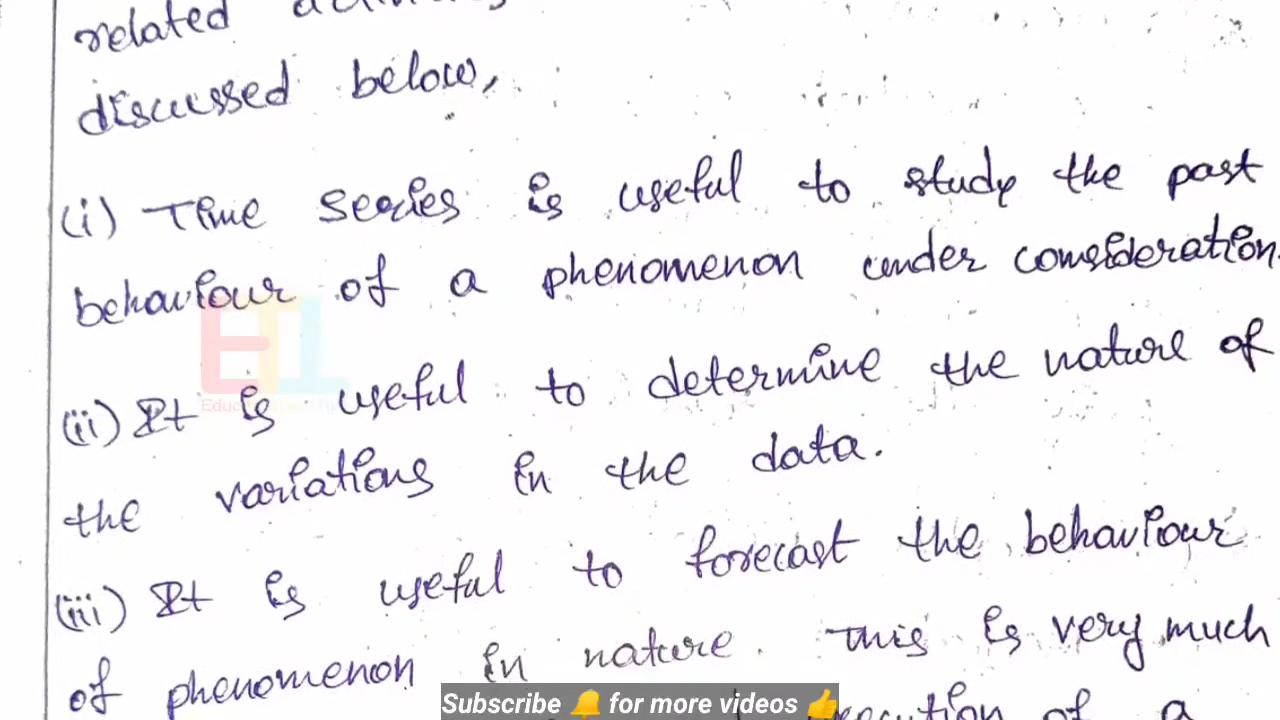 related
discussed below,
(i) Time series is useful to study the past
behaviour of a phenomenon under consideration.
(ii) It is useful to determine the nature of
the variations in the data.
(iii) It is useful to forecast the behaviour
of phenomenon in nature. This is very much
of a
Subscribe 🔔 for more videos 👍